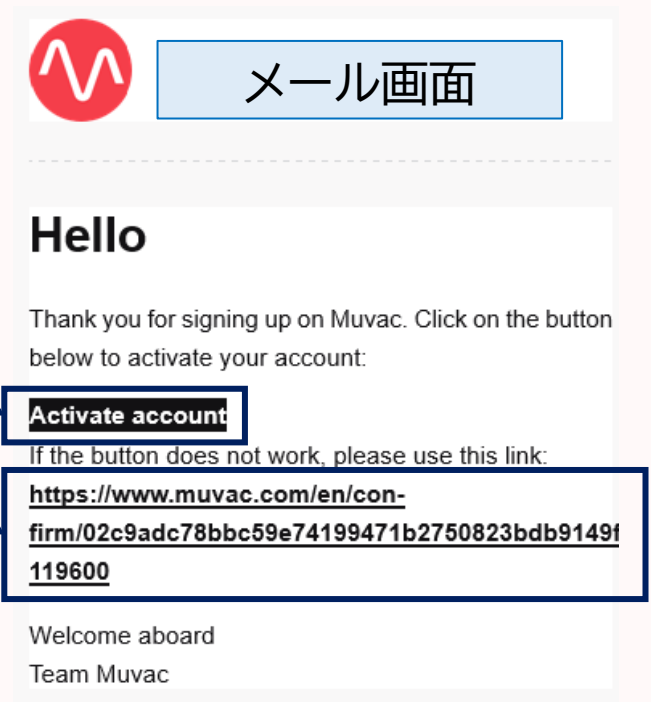 メール画面
Hello
Thank you for signing up on Muvac. Click on the button
below to activate your account:
Activate account
If the button does not work, please use this link:
https://www.muvac.com/en/con-
firm/02c9adc78bbc59e74199471b2750823bdb9149f
119600
Welcome aboard
Team Muvac